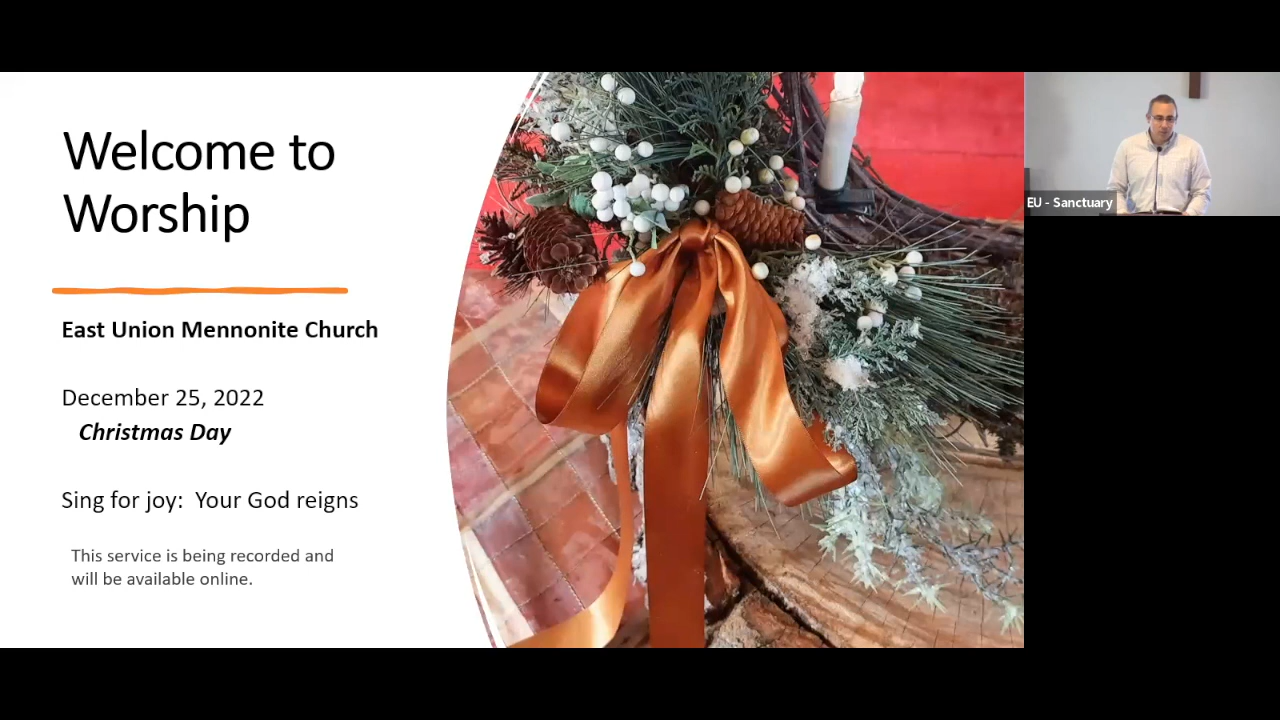 Welcome to
Worship
East Union Mennonite Church
December 25, 2022
Christmas Day
Sing for joy: Your God reigns
This service is being recorded and
will be available online.
EU - Sanctuary